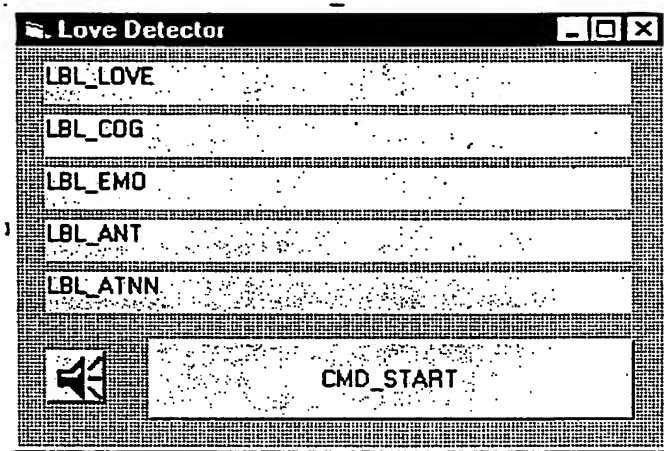 Love Detector
LBL_LOVE
LBL_COG
LBL_EMO
LBL_ANT
LBL_ATNN
CMD_START